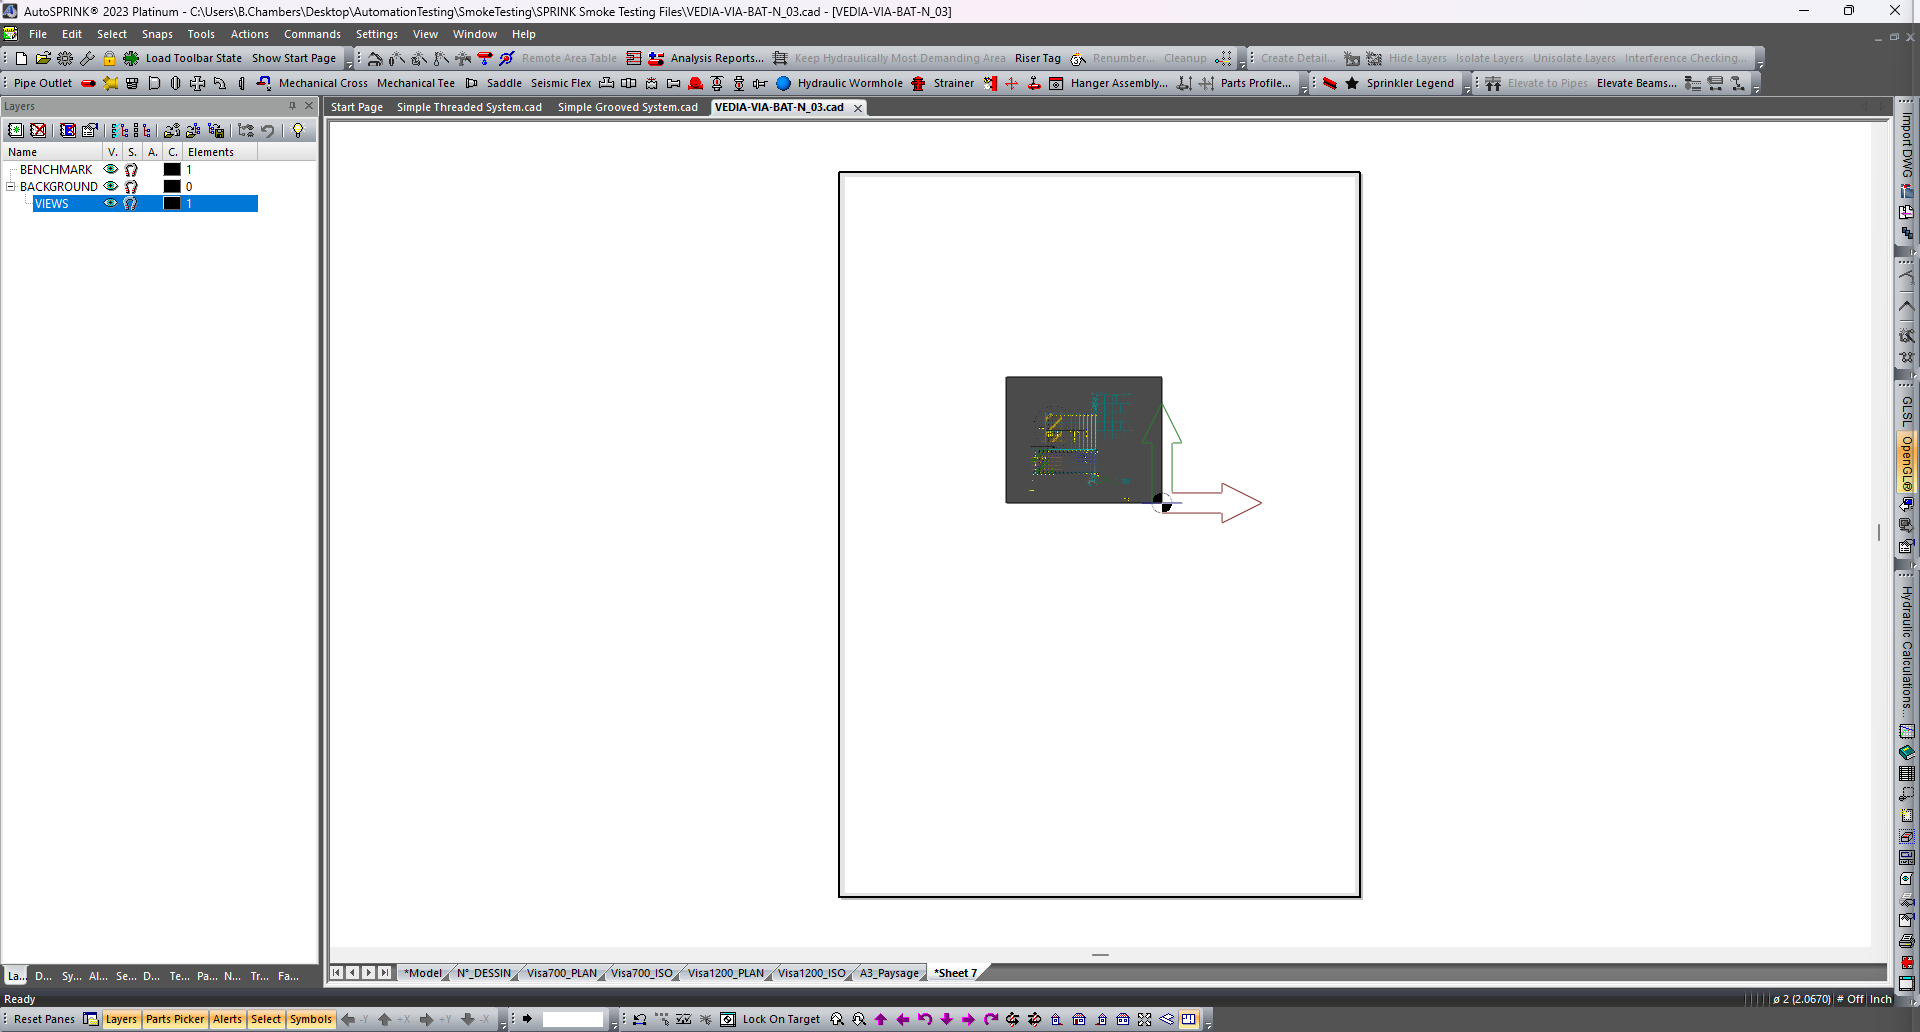 AutoSPRINK® 2023 Platinum - C:\Users\B.Chambers\Desktop\AutomationTesting\SmokeTesting\SPRINK Smoke Testing Files\VEDIA-VIA-BAT-N_03.cad - [VEDIA-VIA-BAT-N_03]
File Edit Select Snaps Tools Actions Commands Settings View Window Help
Load Toolbar State Show Start Page Remote Area Table Analysis Reports... Keep Hydraulically Most Demanding Area Riser Tag Renumber... Cleanup Create Detail... Hide Layers Isolate Layers Unisolate Layers Interference Checking...
Pipe Outlet Mechanical Cross Mechanical Tee Saddle Seismic Flex Hydraulic Wormhole Strainer Hanger Assembly... Parts Profile... Sprinkler Legend Elevate to Pipes Elevate Beams...
Layers
Start Page Simple Threaded System.cad Simple Grooved System.cad VEDIA-VIA-BAT-N_03.cad
Name V. S. A. C. Elements
BENCHMARK 1
BACKGROUND 0
VIEWS 1
Import DWG
GLSL
OpenGL®
Hydraulic Calculations...
La... D... Sy... Al... Se... D... Te... Pa... N... Tr... Fa...
*Model N°_DESSIN Visa700_PLAN Visa700_ISO Visa1200_PLAN Visa1200_ISO A3_Paysage *Sheet 7
Ready
ø 2 (2.0670) # Off Inch
Reset Panes Layers Parts Picker Alerts Select Symbols -Y +X +Y -X Lock On Target